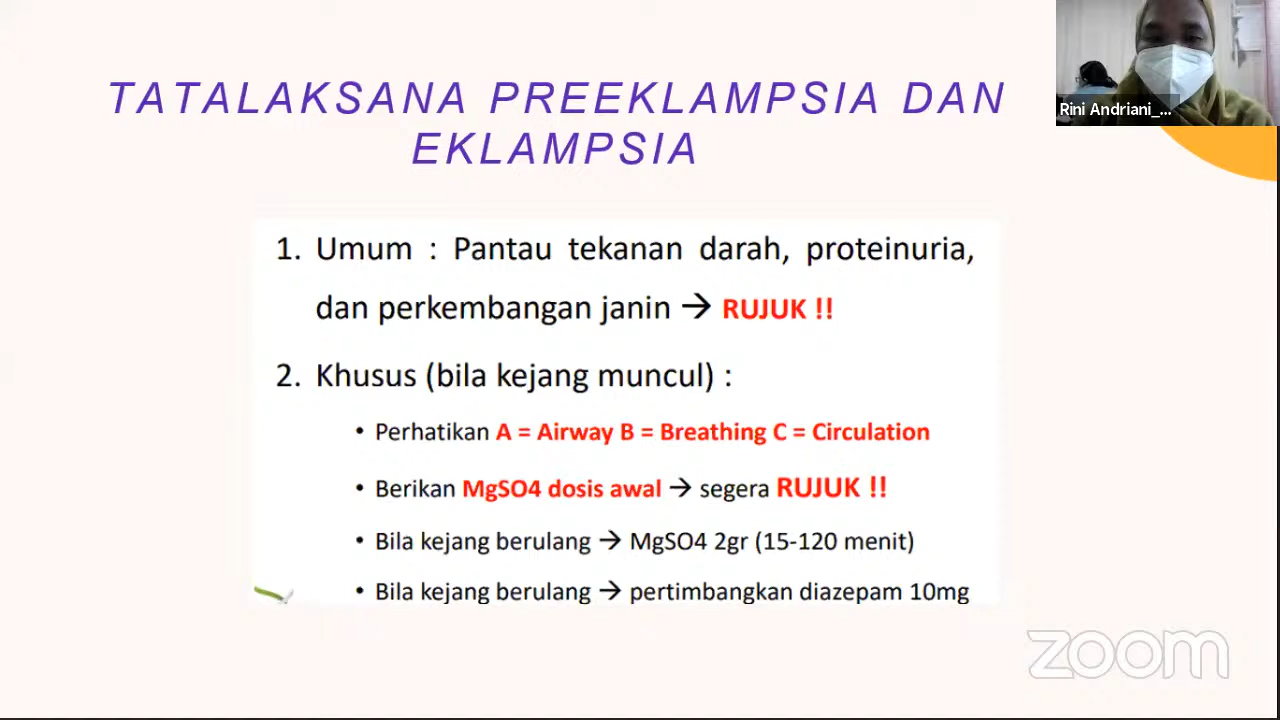 TATALAKSANA PREEKLAMPSIA DAN
EKLAMPSIA
Rini Andriani_...
1. Umum : Pantau tekanan darah, proteinuria,
dan perkembangan janin → RUJUK !!
2. Khusus (bila kejang muncul) :
• Perhatikan A = Airway B = Breathing C = Circulation
• Berikan MgSO4 dosis awal → segera RUJUK !!
• Bila kejang berulang → MgSO4 2gr (15-120 menit)
• Bila kejang berulang → pertimbangkan diazepam 10mg
zoom